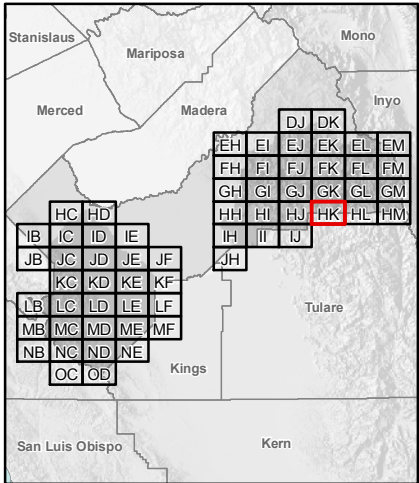 Stanislaus
Mono
Mariposa
Inyo
Merced
Madera
DJ DK
EH EI EJ EK EL EM
FH FI FJ FK FL FM
GH GI GJ GK GL GM
HC HD HH HI HJ HK HL HM
IB IC ID IE IH II IJ
JB JC JD JE JF JH
KC KD KE KF
LB LC LD LE LF
Tulare
MB MC MD ME MF
NB NC ND NE
Kings
OC OD
San Luis Obispo
Kern